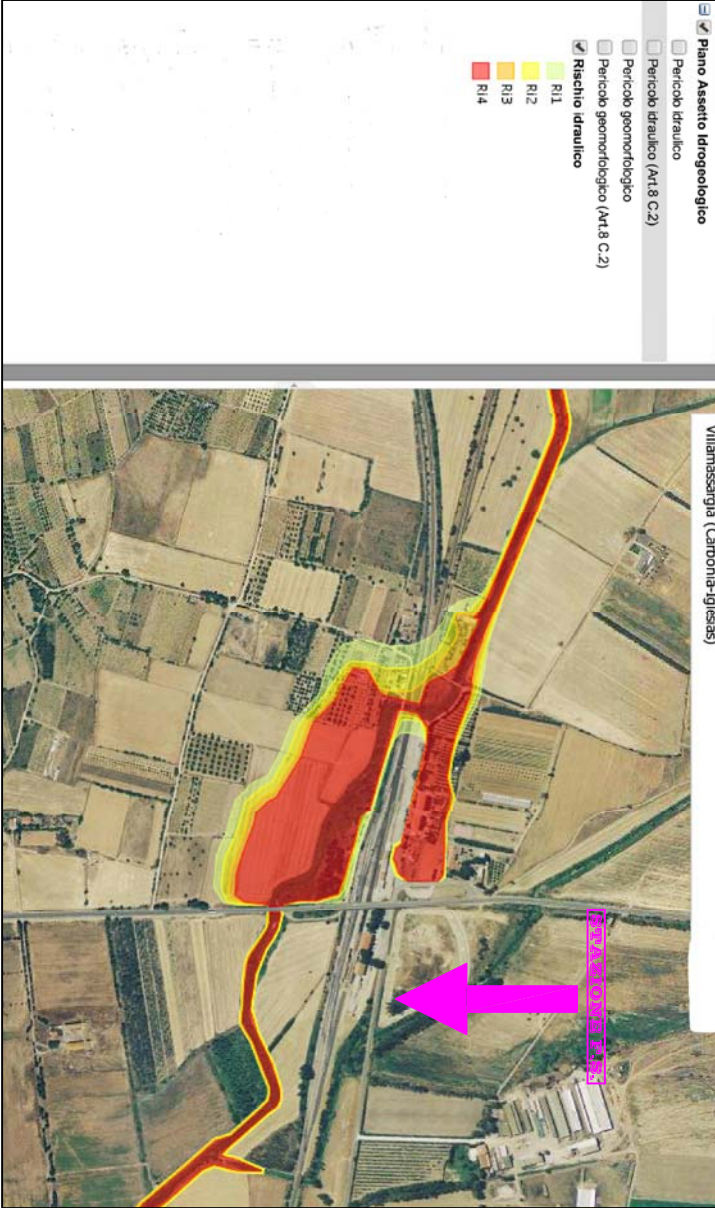 Piano Assetto Idrogeologico
Pericolo idraulico
Pericolo idraulico (Art.8 C.2)
Pericolo geomorfologico
Pericolo geomorfologico (Art.8 C.2)
Rischio idraulico
Ri1
Ri2
Ri3
Ri4
Villamassargia (Carbonia-Iglesias)
STAZIONE F.S.